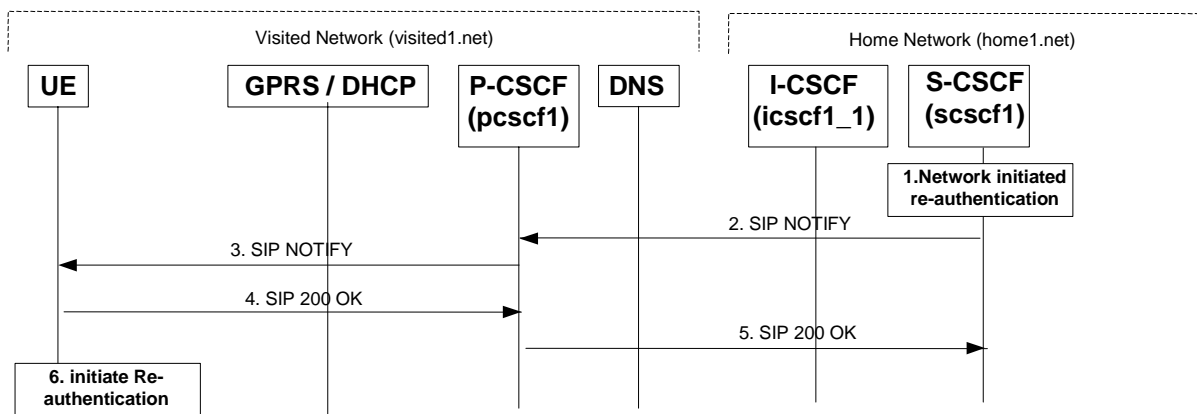 Visited Network (visited1.net)
Home Network (home1.net)
UE
GPRS / DHCP
P-CSCF
(pcscf1)
DNS
I-CSCF
(icscf1_1)
S-CSCF
(scscf1)
1.Network initiated
re-authentication
2. SIP NOTIFY
3. SIP NOTIFY
4. SIP 200 OK
5. SIP 200 OK
6. initiate Re-
authentication